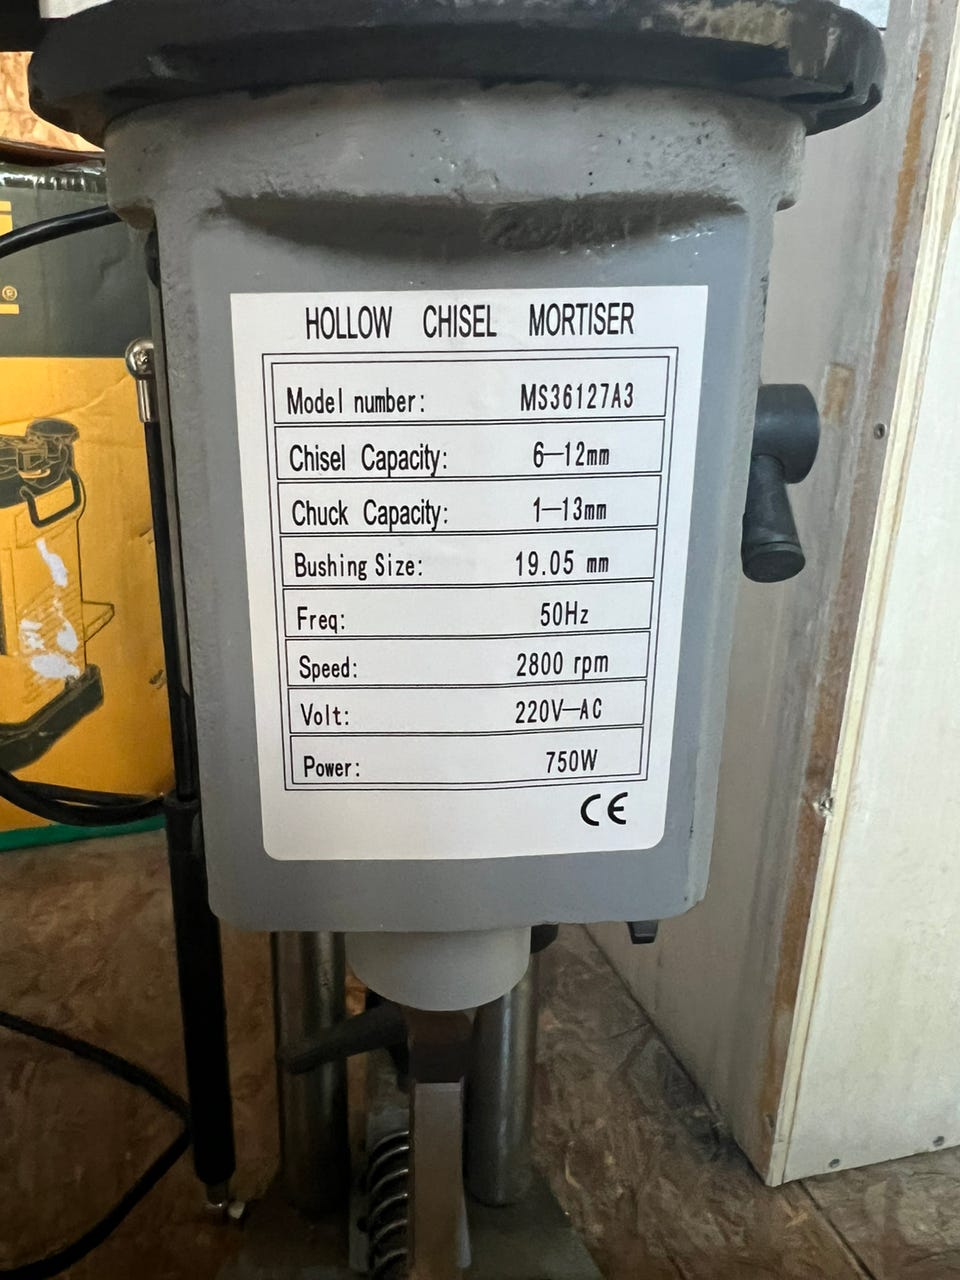 HOLLOW CHISEL MORTISER
Model number: MS36127A3
Chisel Capacity: 6—12mm
Chuck Capacity: 1—13mm
Bushing Size: 19.05 mm
Freq: 50Hz
Speed: 2800 rpm
Volt: 220V—AC
Power: 750W
CE
®